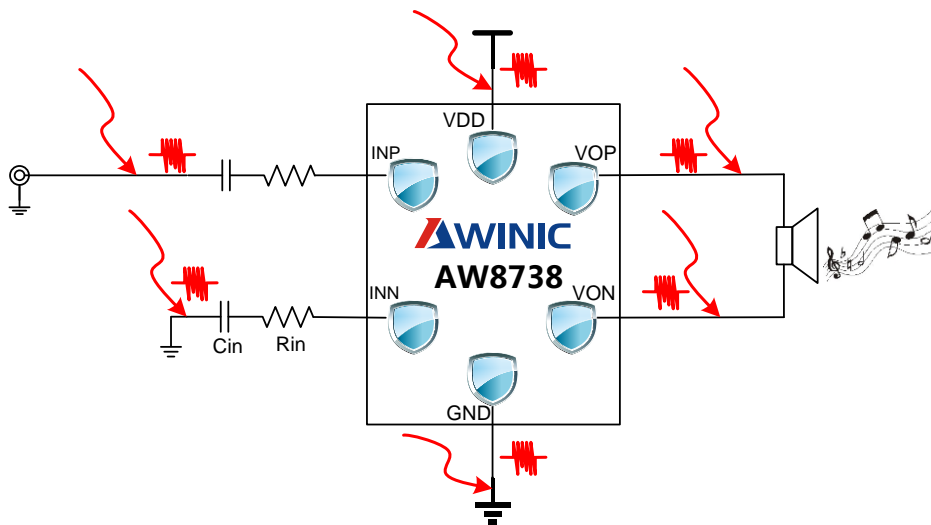 VDD
INP
VOP
AWINIC
AW8738
INN
VON
Cin
Rin
GND